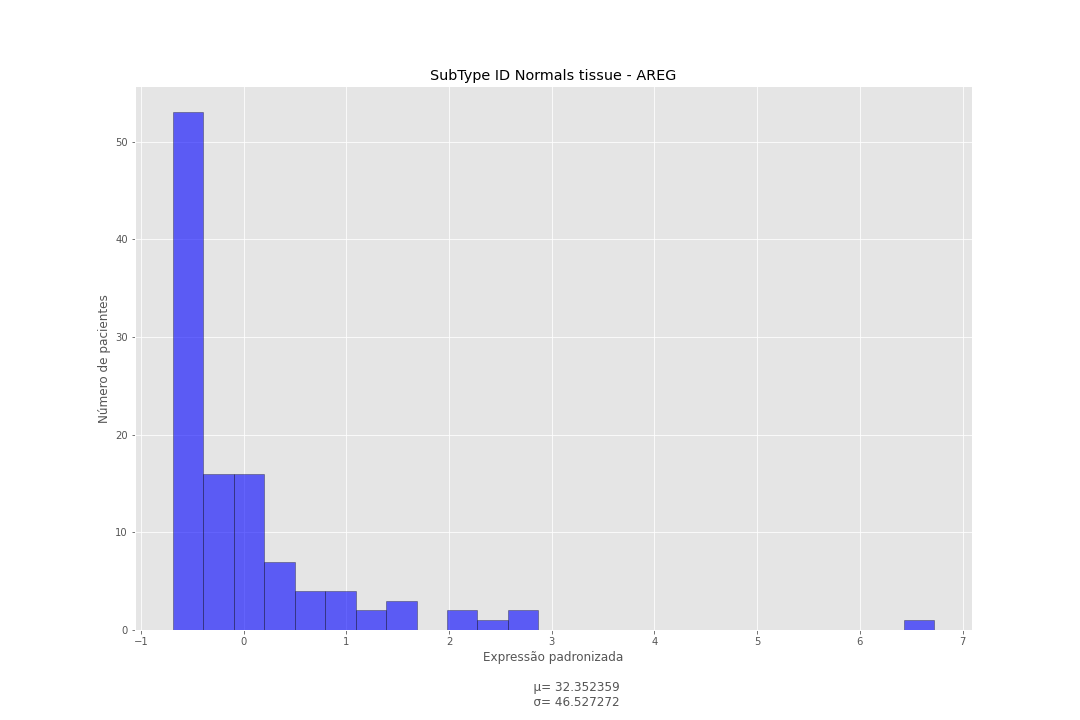 SubType ID Normals tissue - AREG
50
40
30
20
10
0
Número de pacientes
−1 0 1 2 3 4 5 6 7
Expressão padronizada
μ= 32.352359
σ= 46.527272